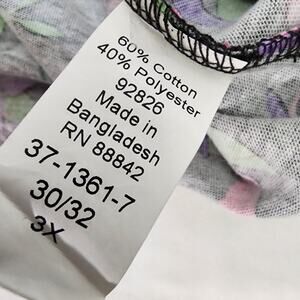 60% Cotton
40% Polyester
92826
Made in
Bangladesh
RN 88842
37-1361-7
30/32
3X